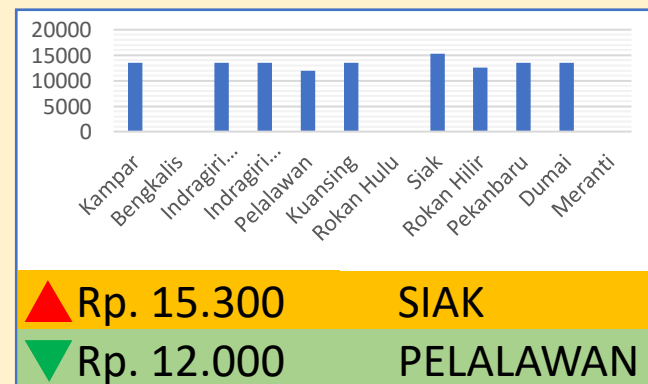 20000
15000
10000
5000
0
Kampar
Bengkalis
Indragiri...
Indragiri...
Pelalawan
Kuansing
Rokan Hulu
Siak
Rokan Hilir
Pekanbaru
Dumai
Meranti
Rp. 15.300 SIAK
Rp. 12.000 PELALAWAN